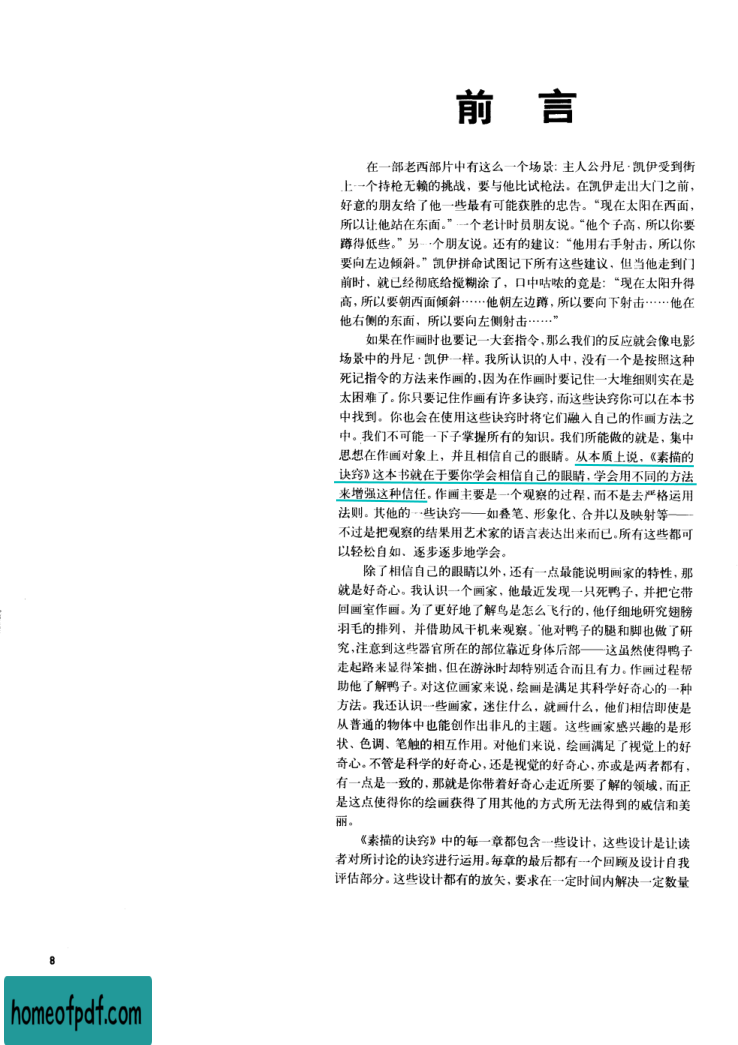 前 言
在一部老西部片中有这么一个场景：主人公丹尼·凯伊受到街
上一个持枪无赖的挑战，要与他比试枪法。在凯伊走出大门之前，
好意的朋友给了他一些最有可能获胜的忠告。“现在太阳在西面，
所以让他站在东面。”一个老计时员朋友说。“他个子高，所以你要
蹲得低些。”另一个朋友说。还有的建议：“他用右手射击，所以你
要向左边倾斜。”凯伊拼命试图记下所有这些建议，但当他走到门
前时，就已经彻底给搅糊涂了，口中咕哝的竟是：“现在太阳升得
高，所以要朝西面倾斜……他朝左边蹲，所以要向下射击……他在
他右侧的东面，所以要向左侧射击……”
如果在作画时也要记一大套指令，那么我们的反应就会像电影
场景中的丹尼·凯伊一样。我所认识的人中，没有一个是按照这种
死记指令的方法来作画的，因为在作画时要记住一大堆细则实在是
太困难了。你只要记住作画有许多诀窍，而这些诀窍你可以在本书
中找到。你也会在使用这些诀窍时将它们融入自己的作画方法之
中。我们不可能一下子掌握所有的知识。我们所能做的就是，集中
思想在作画对象上，并且相信自己的眼睛。从本质上说，《素描的
诀窍》这本书就在于要你学会相信自己的眼睛，学会用不同的方法
来增强这种信任。作画主要是一个观察的过程，而不是去严格运用
法则。其他的一些诀窍——如叠笔、形象化、合并以及映射等——
不过是把观察的结果用艺术家的语言表达出来而已。所有这些都可
以轻松自如、逐步逐步地学会。
除了相信自己的眼睛以外，还有一点最能说明画家的特性，那
就是好奇心。我认识一个画家，他最近发现一只死鸭子，并把它带
回画室作画。为了更好地了解鸟是怎么飞行的，他仔细地研究翅膀
羽毛的排列，并借助风干机来观察。他对鸭子的腿和脚也做了研
究，注意到这些器官所在的部位靠近身体后部——这虽然使得鸭子
走起路来显得笨拙，但在游泳时却特别适合而且有力。作画过程帮
助他了解鸭子。对这位画家来说，绘画是满足其科学好奇心的一种
方法。我还认识一些画家，迷住什么，就画什么，他们相信即使是
从普通的物体中也能创作出非凡的主题。这些画家感兴趣的是形
状、色调、笔触的相互作用。对他们来说，绘画满足了视觉上的好
奇心。不管是科学的好奇心，还是视觉的好奇心，亦或是两者都有，
有一点是一致的，那就是你带着好奇心走近所要了解的领域，而正
是这点使得你的绘画获得了用其他的方式所无法得到的威信和美
丽。
《素描的诀窍》中的每一章都包含一些设计，这些设计是让读
者对所讨论的诀窍进行运用。每章的最后都有一个回顾及设计自我
评估部分。这些设计都有的放矢，要求在一定时间内解决一定数量
8
homeofpdf.com